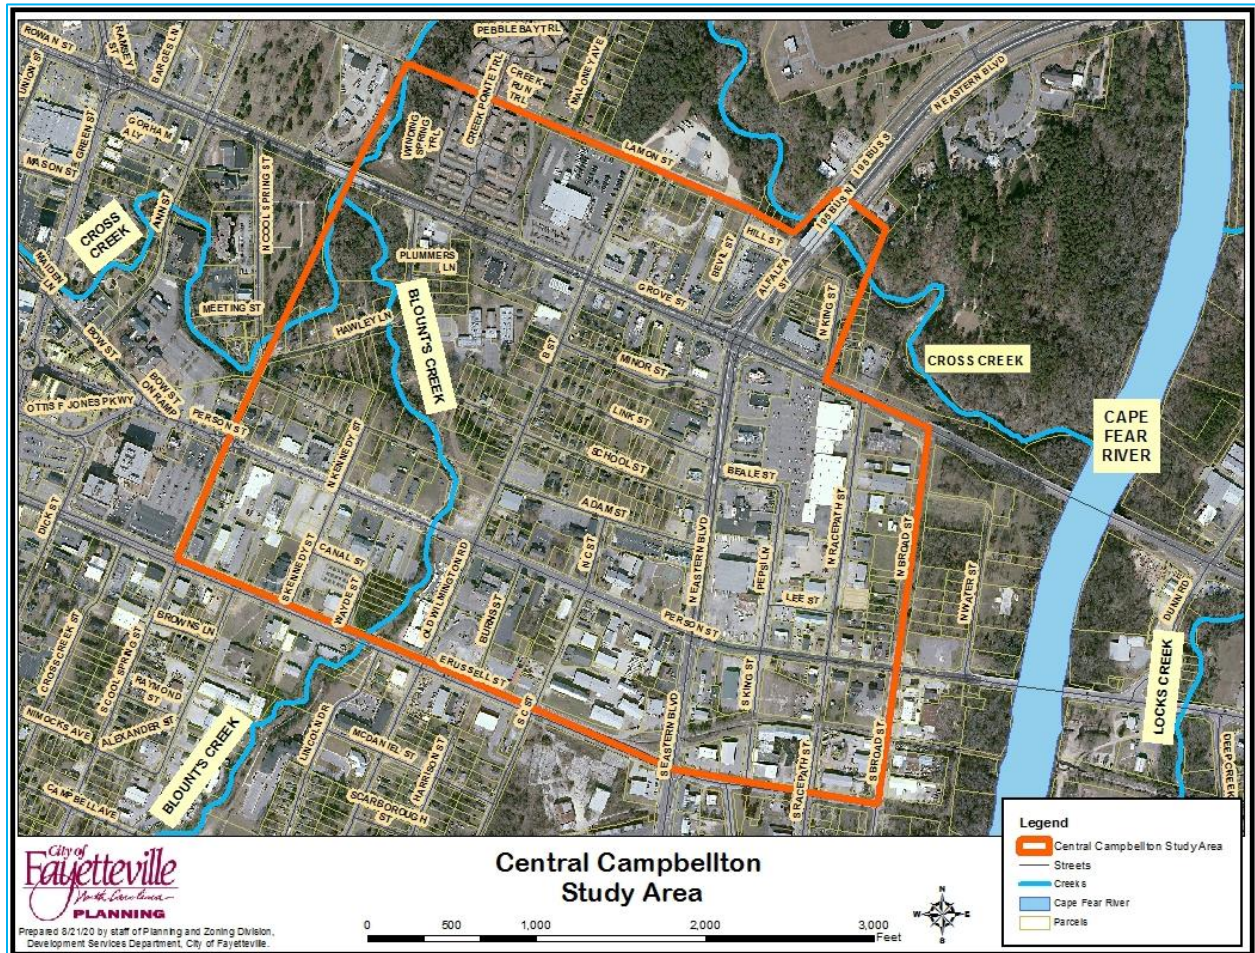 ROWAN ST
RAMSEY
ST
BARGES LN
UNION ST
GREEN ST
GORHAM
ALY
MASON ST
N COOL SPRING ST
ANN ST
CROSS
CREEK
MAIDEN
LN
MEETING ST
BOW ST
BOW ST
ON RAMP
OTTIS F JONES PKWY
PERSON ST
DICK ST
PEBBLE BAY TRL
CREEK
RUN
TRL
CREEK POINTE TRL
WINDING
SPRING
TRL
MALONEY AVE
LAMON ST
N EASTERN BLVD
I 95 BUS S
I 95 BUS N
HILL ST
BEVIL ST
ALFALFA
ST
GROVE ST
N KING ST
PLUMMERS
LN
HAWLEY LN
BLOUNT'S CREEK
B ST
MINOR ST
LINK ST
SCHOOL ST
ADAM ST
BEALE ST
CROSS CREEK
CAPE
FEAR
RIVER
N KENNEDY ST
CANAL ST
S KENNEDY ST
WAYDE ST
OLD WILMINGTON RD
BURNS ST
N C ST
N EASTERN BLVD
PEPSI LN
N RACEPATH ST
N BROAD ST
LEE ST
PERSON ST
N WATER ST
DUNN RD
LOCKS CREEK
DEEP CREEK
CROSS CREEK ST
S COOL SPRING ST
BROWNS LN
RAYMOND
ST
NIMOCKS AVE
ALEXANDER ST
CAMPBELL AVE
BLOUNT'S CREEK
LINCOLN DR
MCDANIEL ST
HARRISON ST
SCARBOROUGH
ST
E RUSSELL ST
S C ST
S EASTERN BLVD
S KING ST
S RACEPATH ST
S BROAD ST
City of
Fayetteville
North Carolina
PLANNING
Prepared 8/21/20 by staff of Planning and Zoning Division,
Development Services Department, City of Fayetteville.
Central Campbellton
Study Area
0 500 1,000 2,000 3,000
Feet
N
W E
S
Legend
Central Campbellton Study Area
Streets
Creeks
Cape Fear River
Parcels